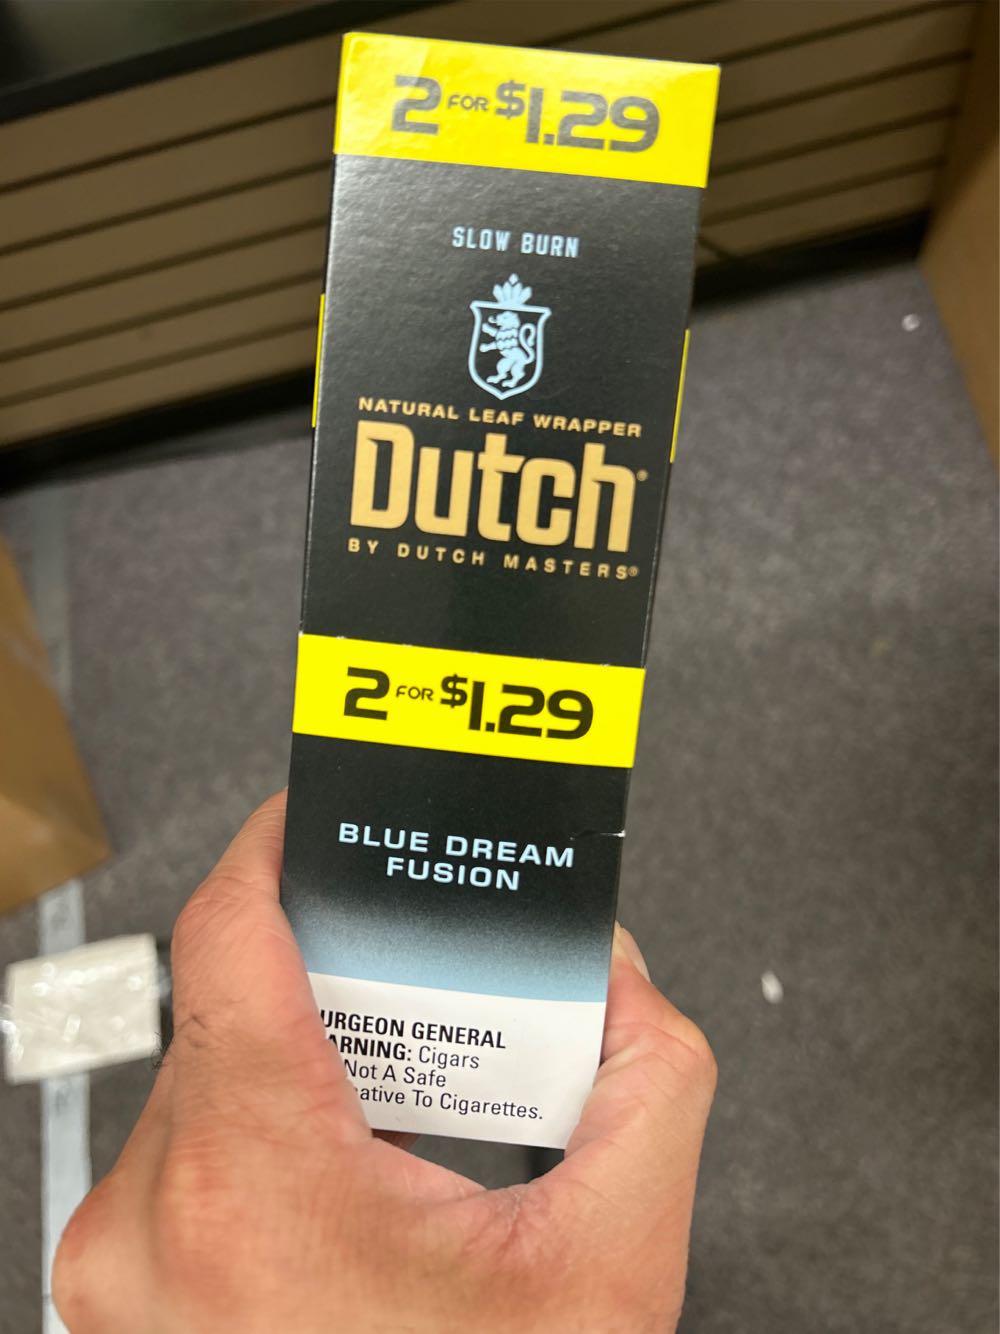 2 FOR $1.29
SLOW BURN
NATURAL LEAF WRAPPER
Dutch®
BY DUTCH MASTERS®
2 FOR $1.29
BLUE DREAM
FUSION
URGEON GENERAL
ARNING: Cigars
Not A Safe
ative To Cigarettes.